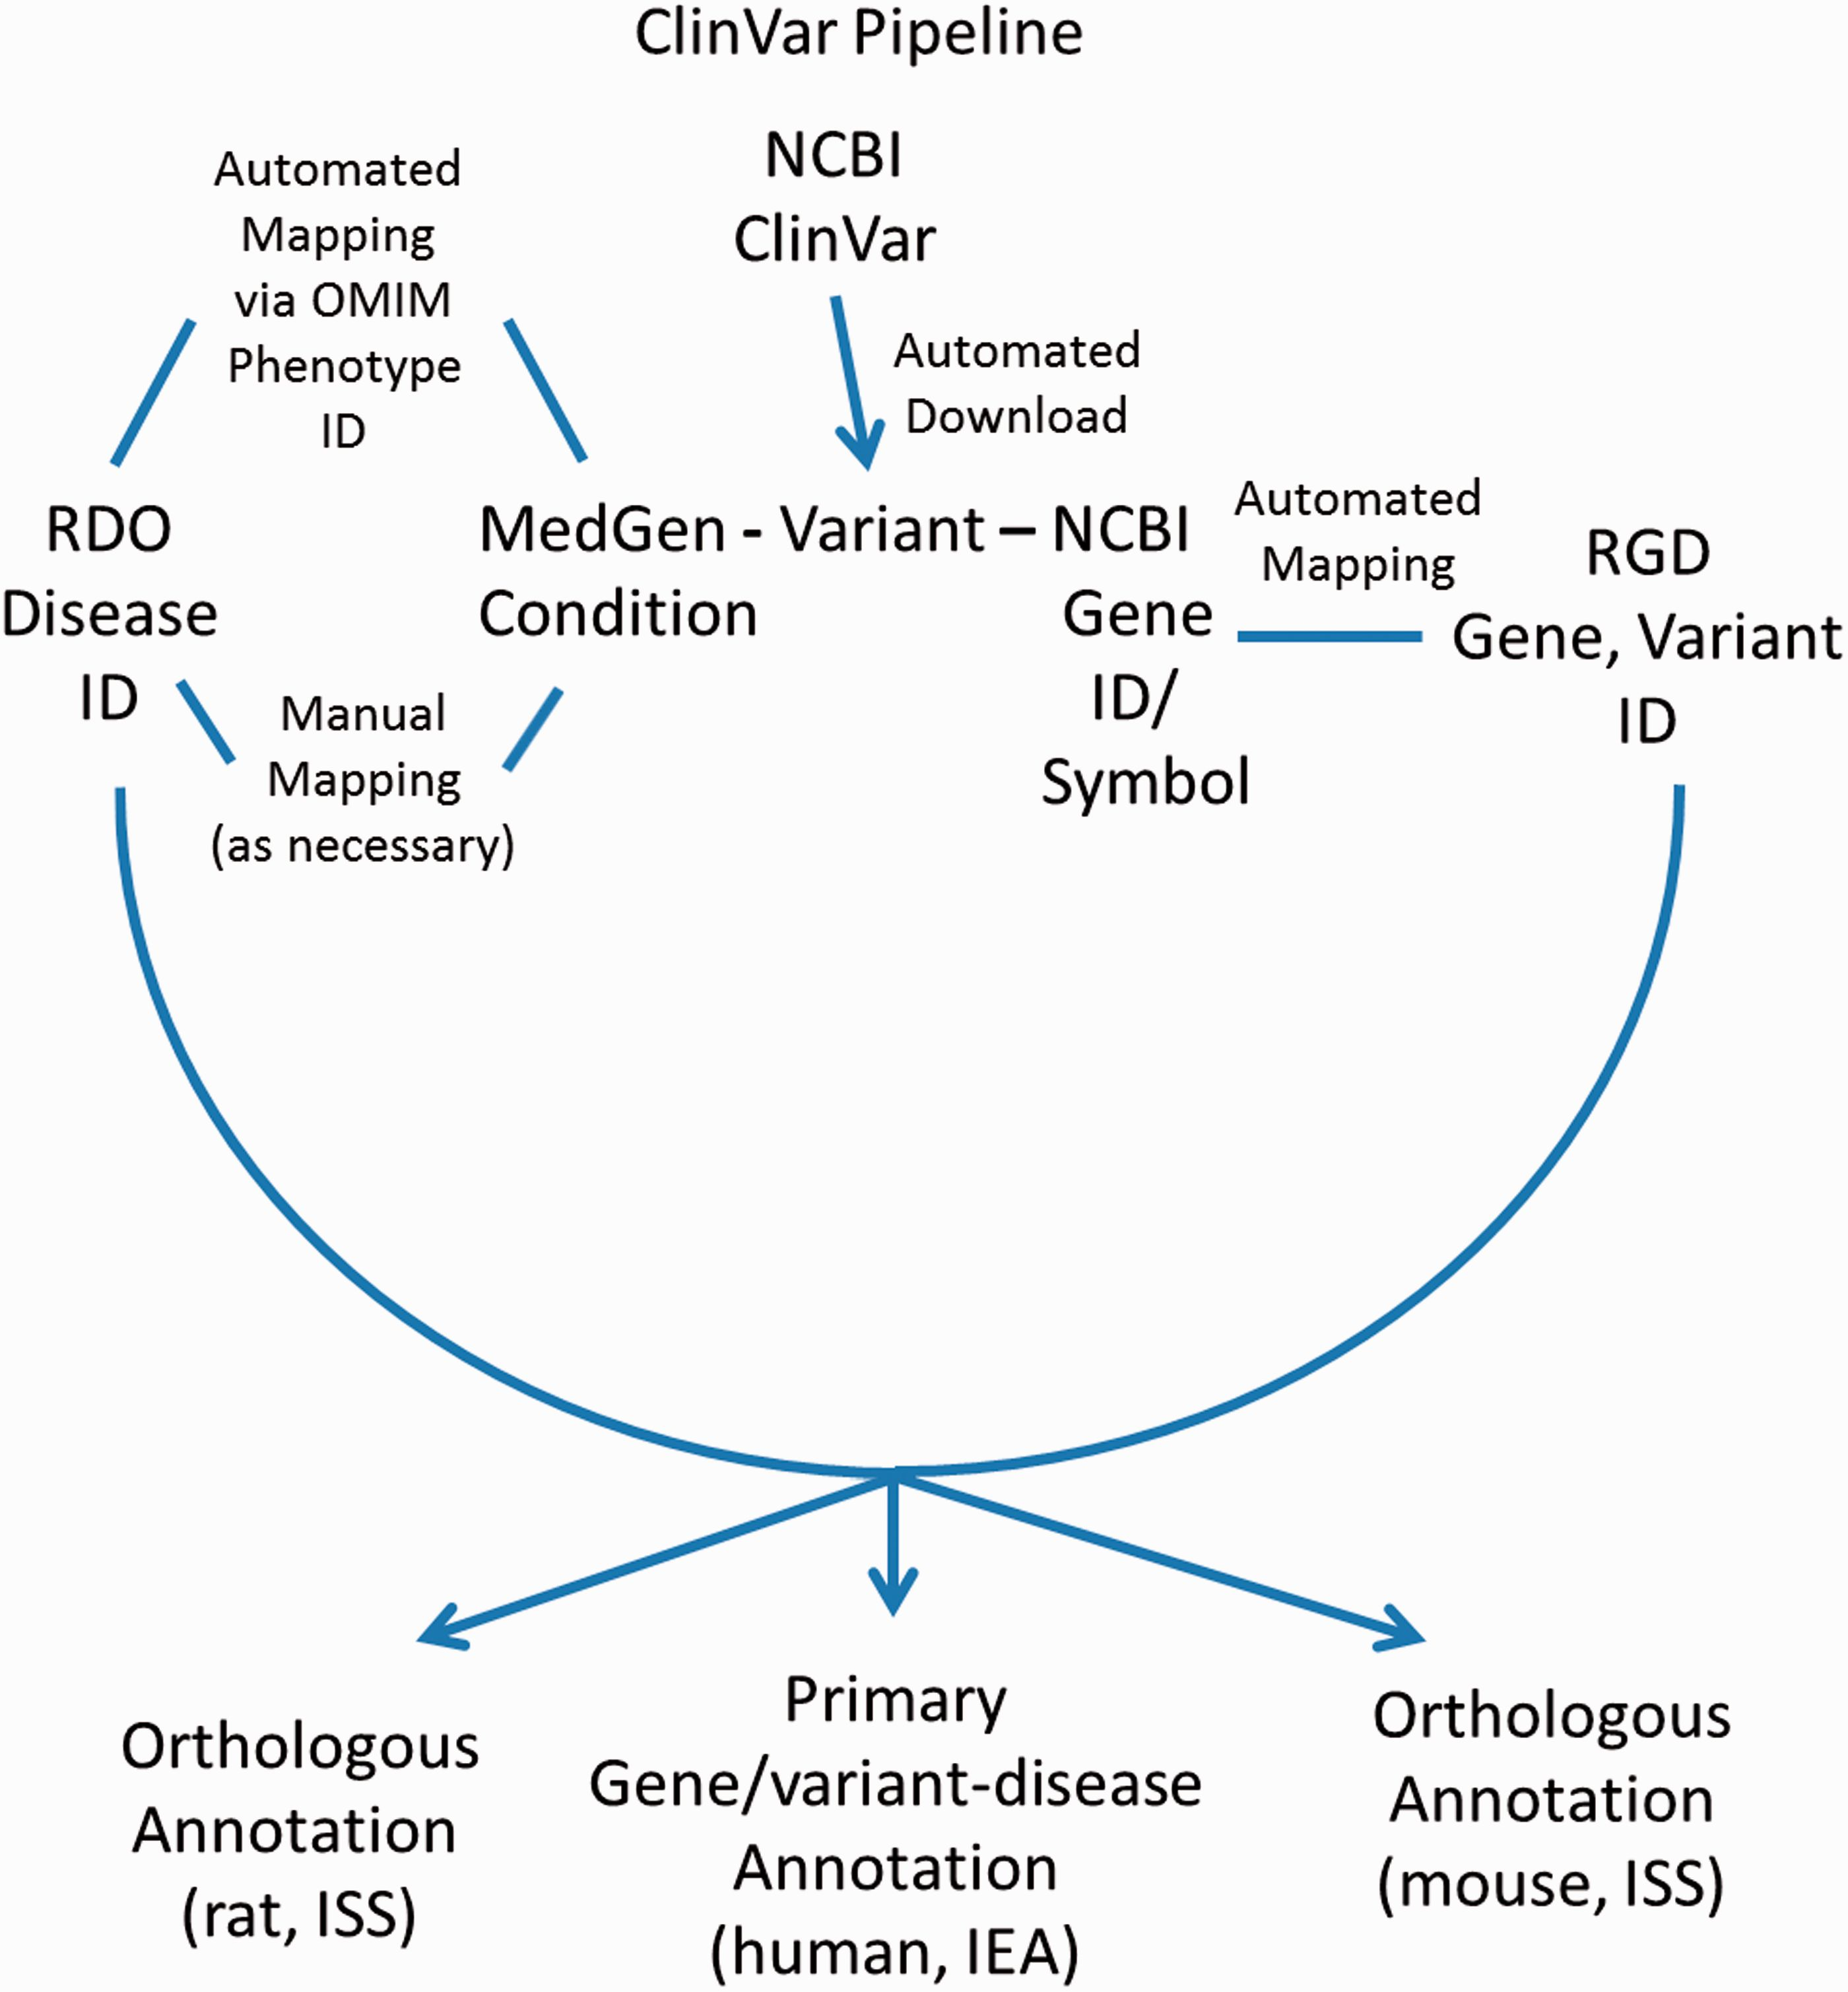 ClinVar Pipeline
NCBI
ClinVar
Automated
Mapping
via OMIM
Phenotype
ID
Automated
Download
RDO
Disease
ID
MedGen - Variant – NCBI
Condition
Gene
ID/
Symbol
Automated
Mapping
RGD
Gene, Variant
ID
Manual
Mapping
(as necessary)
Orthologous
Annotation
(rat, ISS)
Primary
Gene/variant-disease
Annotation
(human, IEA)
Orthologous
Annotation
(mouse, ISS)